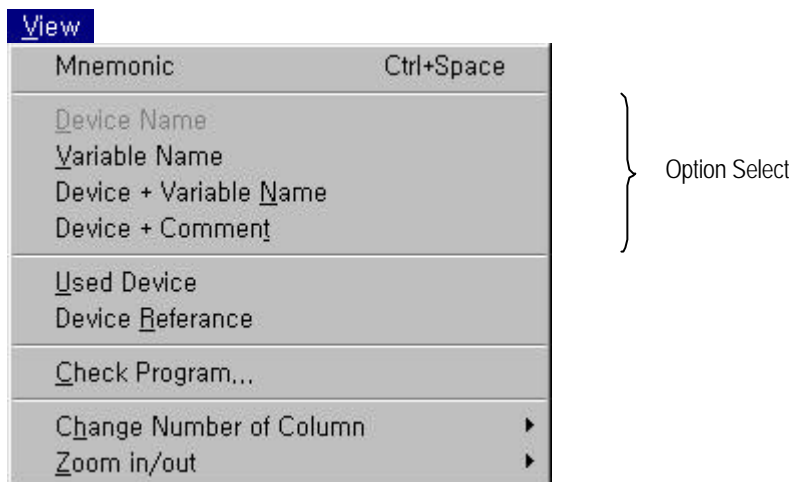 View
Mnemonic Ctrl+Space
Device Name
Variable Name
Device + Variable Name
Device + Comment
Option Select
Used Device
Device Referance
Check Program...
Change Number of Column
Zoom in/out